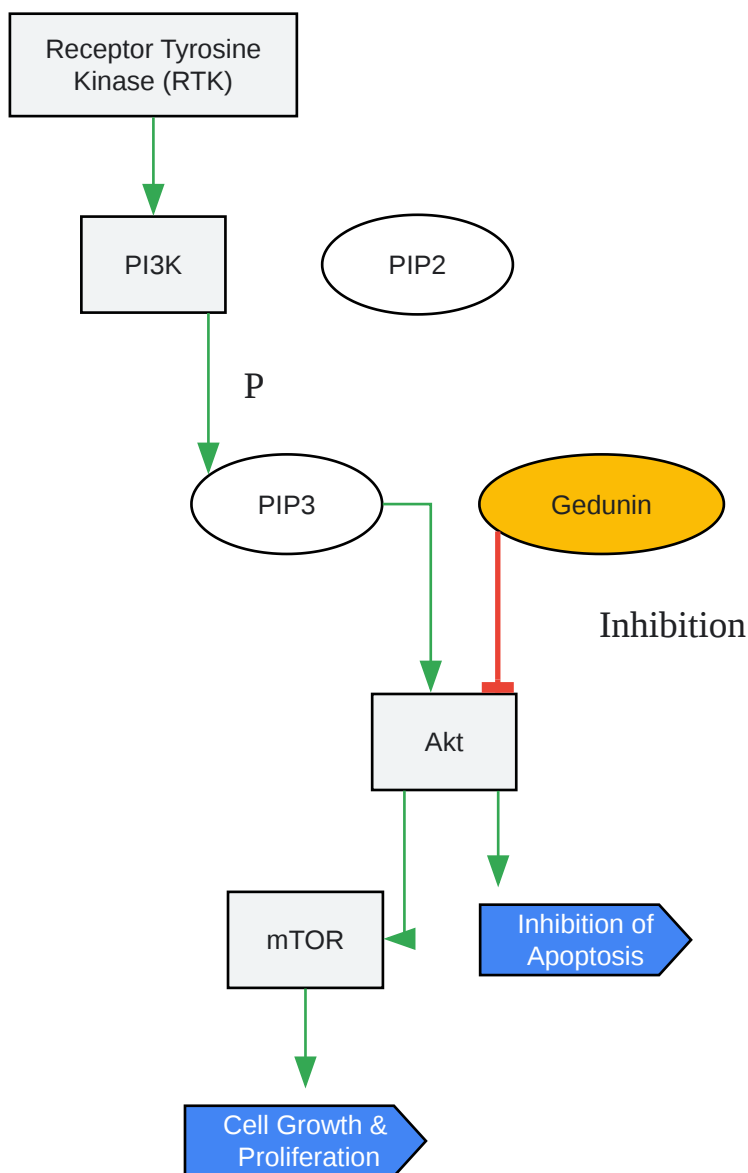 Receptor Tyrosine
Kinase (RTK)
PI3K
PIP2
P
PIP3
Gedunin
Inhibition
Akt
mTOR
Inhibition of
Apoptosis
Cell Growth &
Proliferation